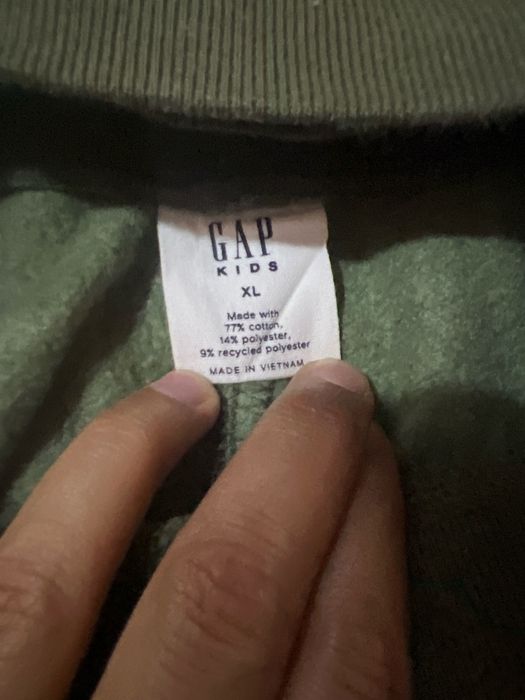 GAP
KIDS
XL
Made with
77% cotton,
14% polyester,
9% recycled polyester
MADE IN VIETNAM